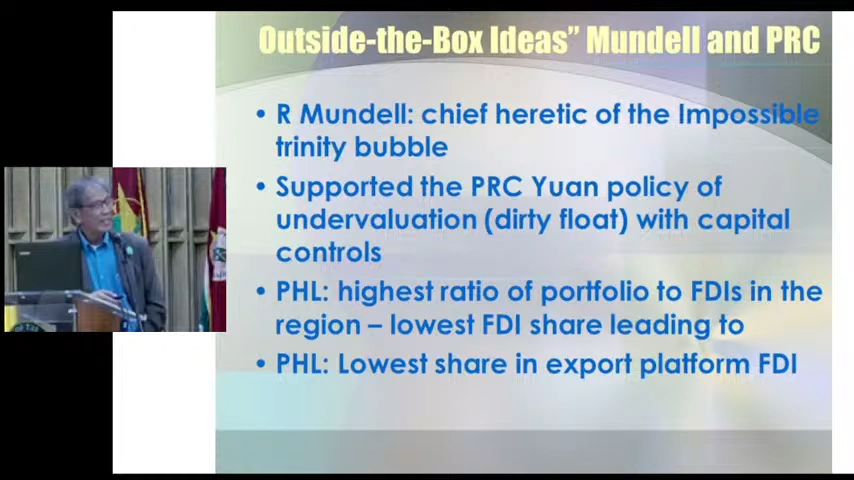 Outside-the-Box Ideas” Mundell and PRC
• R Mundell: chief heretic of the Impossible
trinity bubble
• Supported the PRC Yuan policy of
undervaluation (dirty float) with capital
controls
• PHL: highest ratio of portfolio to FDIs in the
region – lowest FDI share leading to
• PHL: Lowest share in export platform FDI